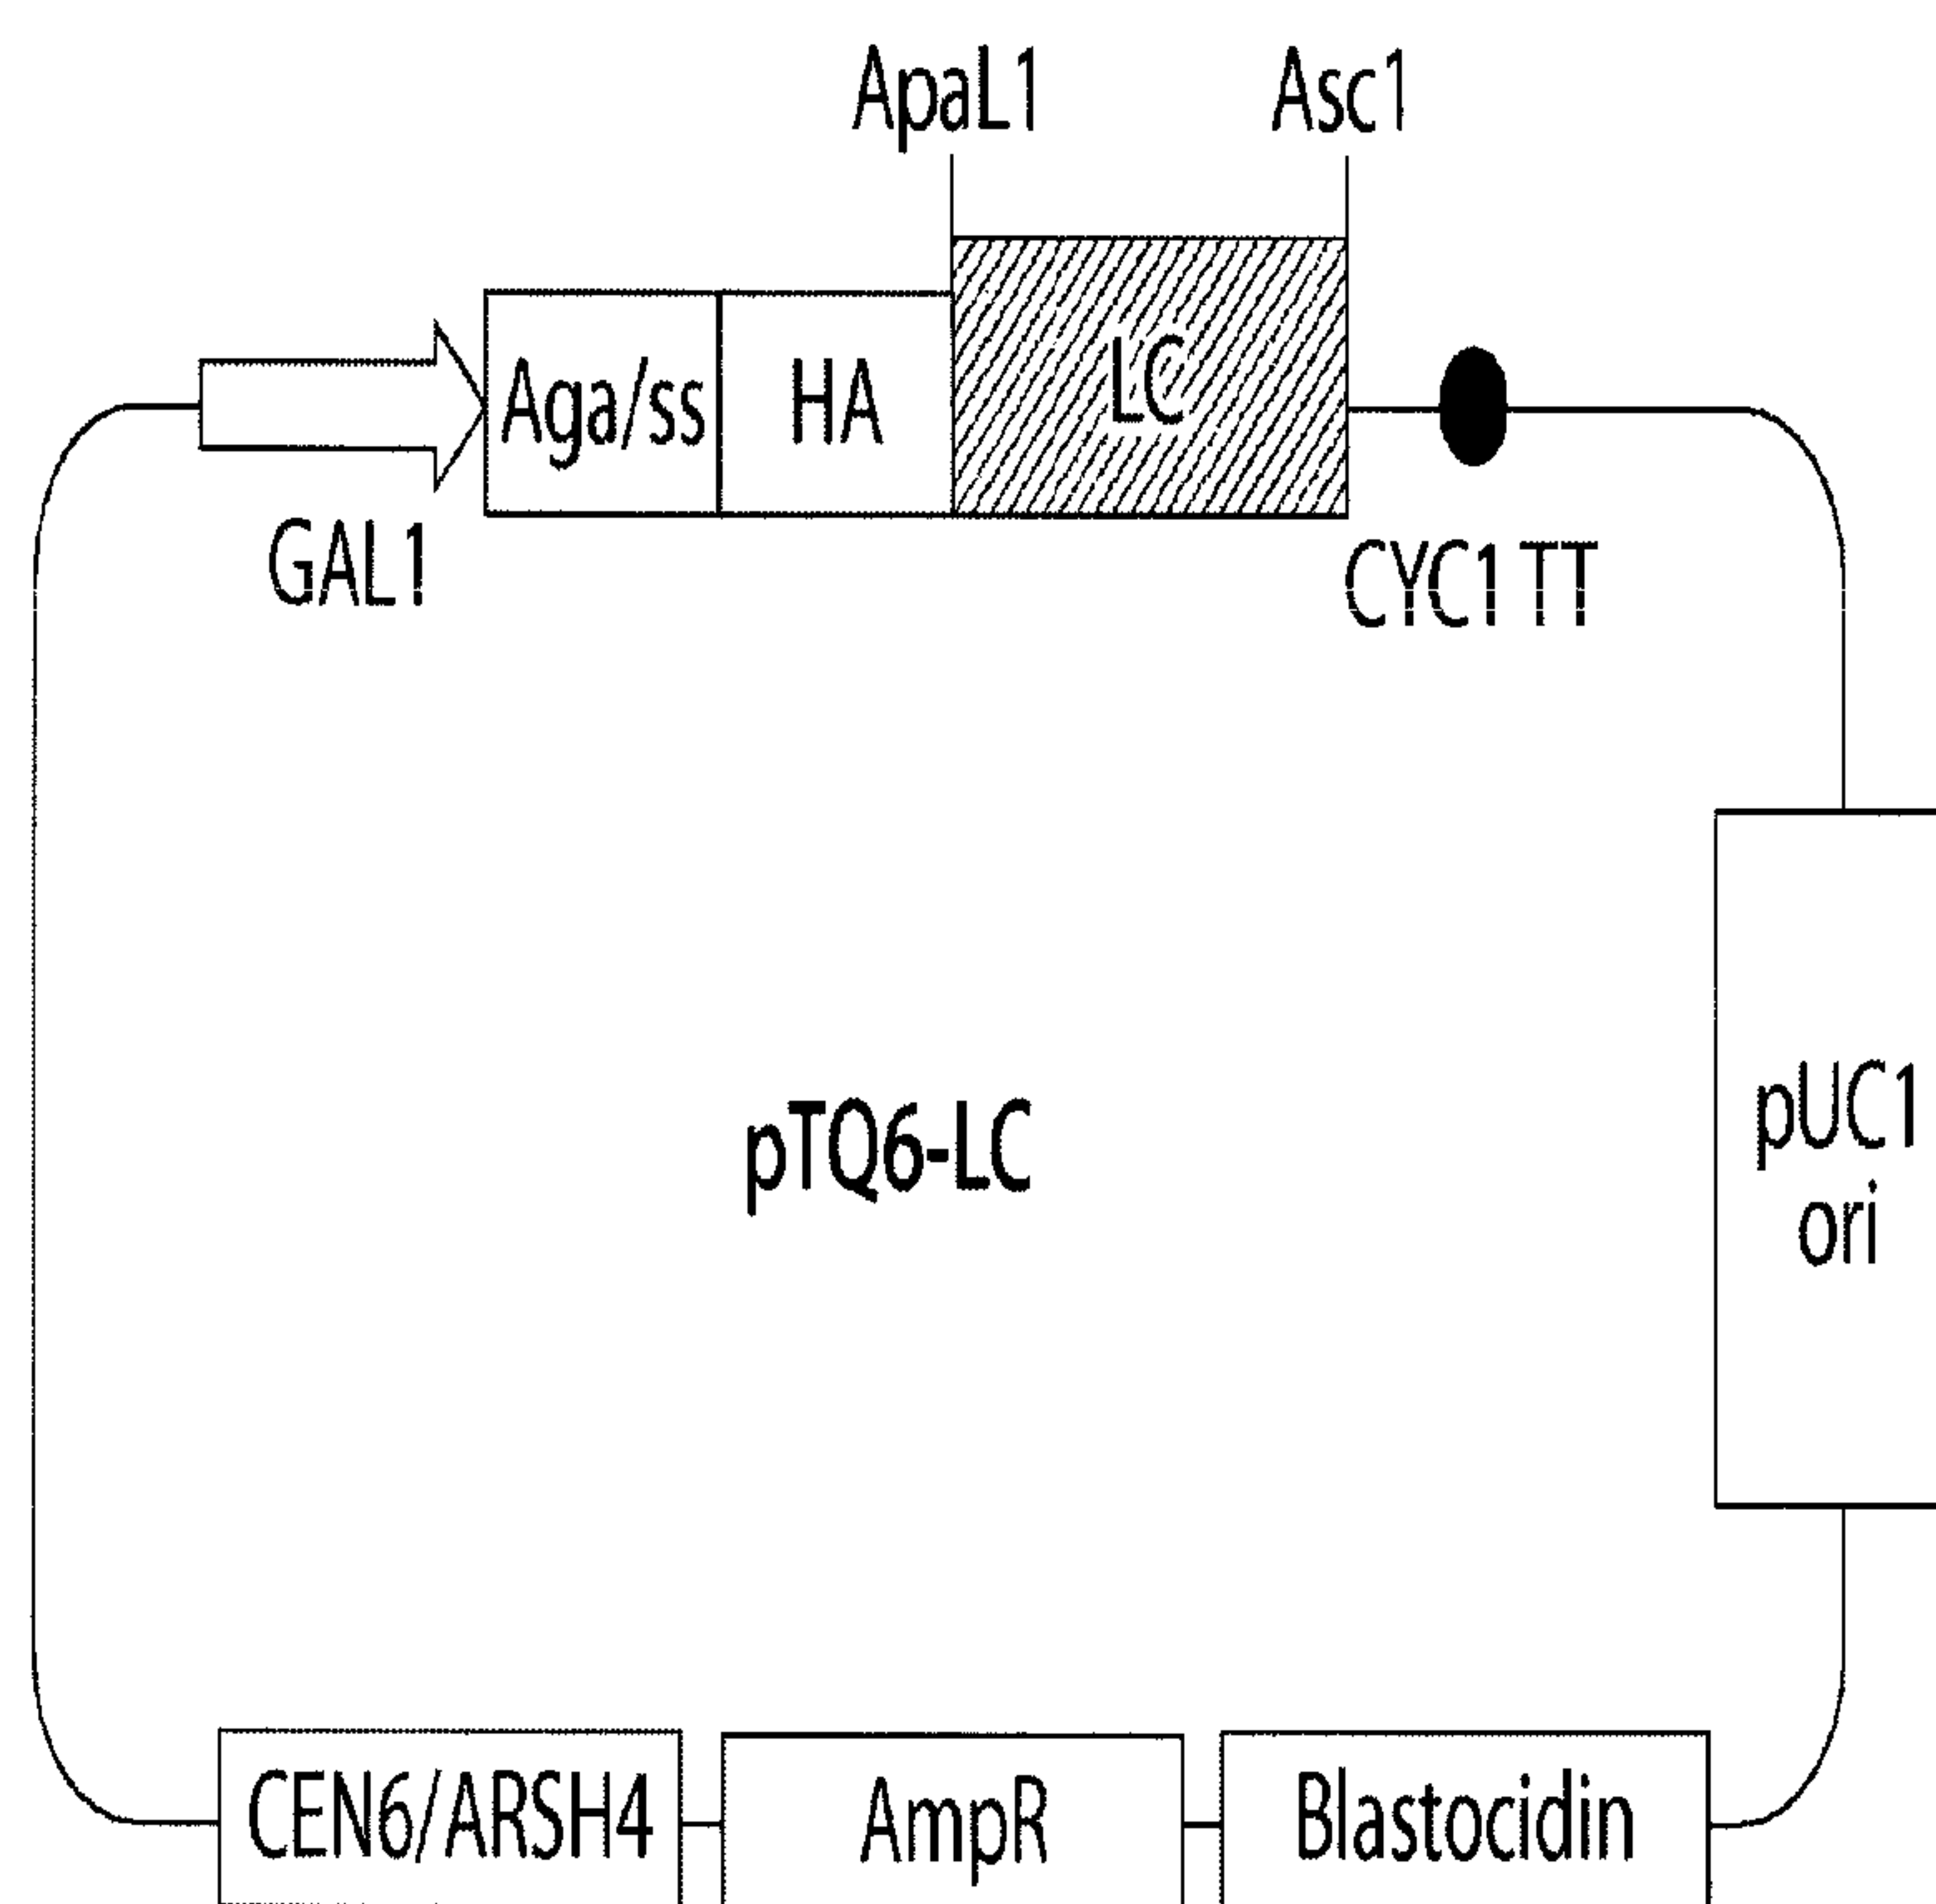 ApaL1
Asc1
Aga/ss
HA
LC
GAL1
CYC1 TT
pTQ6-LC
pUC1
ori
CEN6/ARSH4
AmpR
Blastocidin